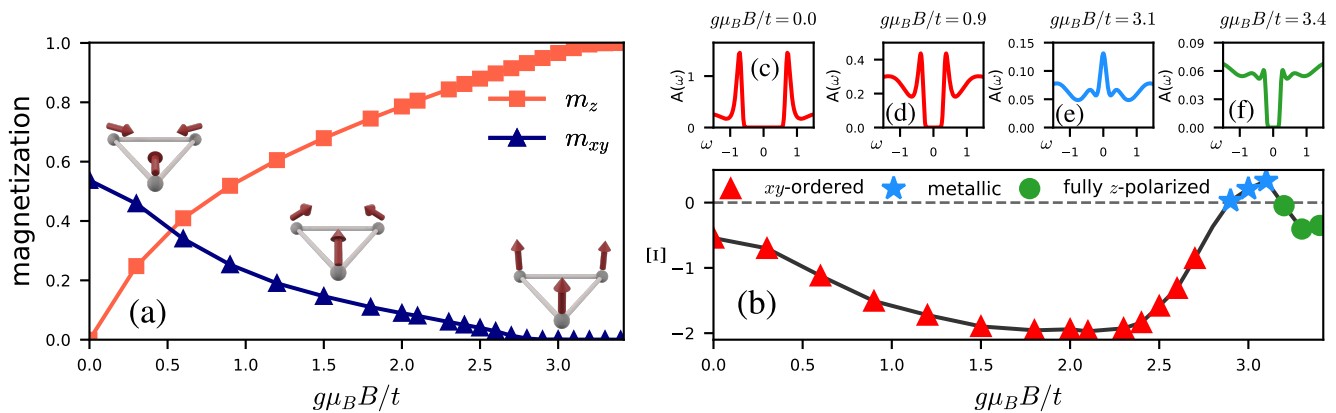 1.0
0.8
0.6
0.4
0.2
0.0
magnetization
m_z
m_{xy}
(a)
0.0 0.5 1.0 1.5 2.0 2.5 3.0
gμ_B B/t
gμ_B B/t = 0.0
gμ_B B/t = 0.9
gμ_B B/t = 3.1
gμ_B B/t = 3.4
A(ω)
1
0
(c)
ω −1 0 1
A(ω)
0.4
0.2
0.0
(d)
ω −1 0 1
A(ω)
0.15
0.10
0.05
0.00
(e)
ω −1 0 1
A(ω)
0.09
0.06
0.03
0.00
(f)
ω −1 0 1
xy-ordered
metallic
fully z-polarized
0
−1
−2
Ξ
(b)
0.0 0.5 1.0 1.5 2.0 2.5 3.0
gμ_B B/t